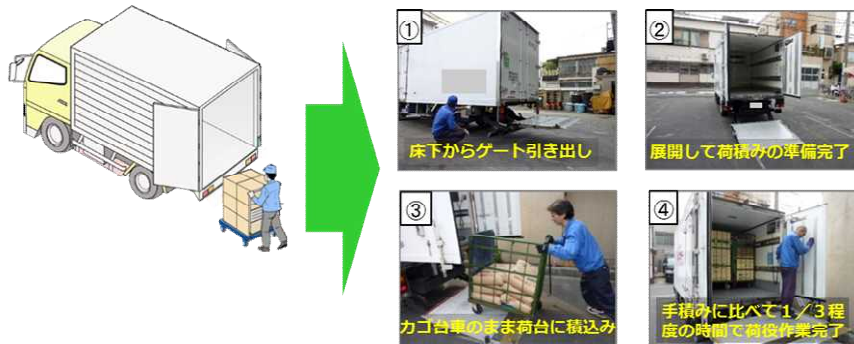 ①
床下からゲート引き出し
②
展開して荷積みの準備完了
③
カゴ台車のまま荷台に積込み
④
手積みに比べて１／３程
度の時間で荷役作業完了